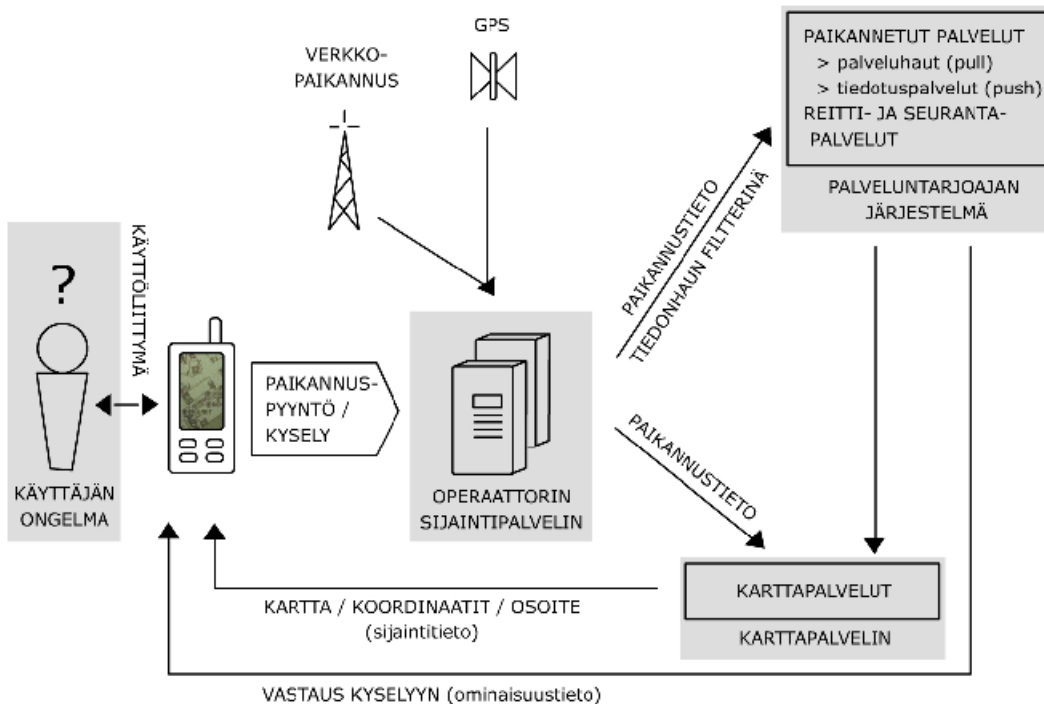 GPS
VERKKO-
PAIKANNUS
PAIKANNETUT PALVELUT
> palveluhaut (pull)
> tiedotuspalvelut (push)
REITTI- JA SEURANTA-
PALVELUT
PALVELUNTARJOAJAN
JÄRJESTELMÄ
PAIKANNUSTIETO
TIEDONHAUN FILTTERINÄ
KÄYTTÖLIITTYMÄ
?
KÄYTTÄJÄN
ONGELMA
PAIKANNUS-
PYYNTÖ /
KYSELY
OPERAATTORIN
SIJAINTIPALVELIN
PAIKANNUSTIETO
KARTTAPALVELUT
KARTTAPALVELIN
KARTTA / KOORDINAATIT / OSOITE
(sijaintitieto)
VASTAUS KYSELYYN (ominaisuustieto)